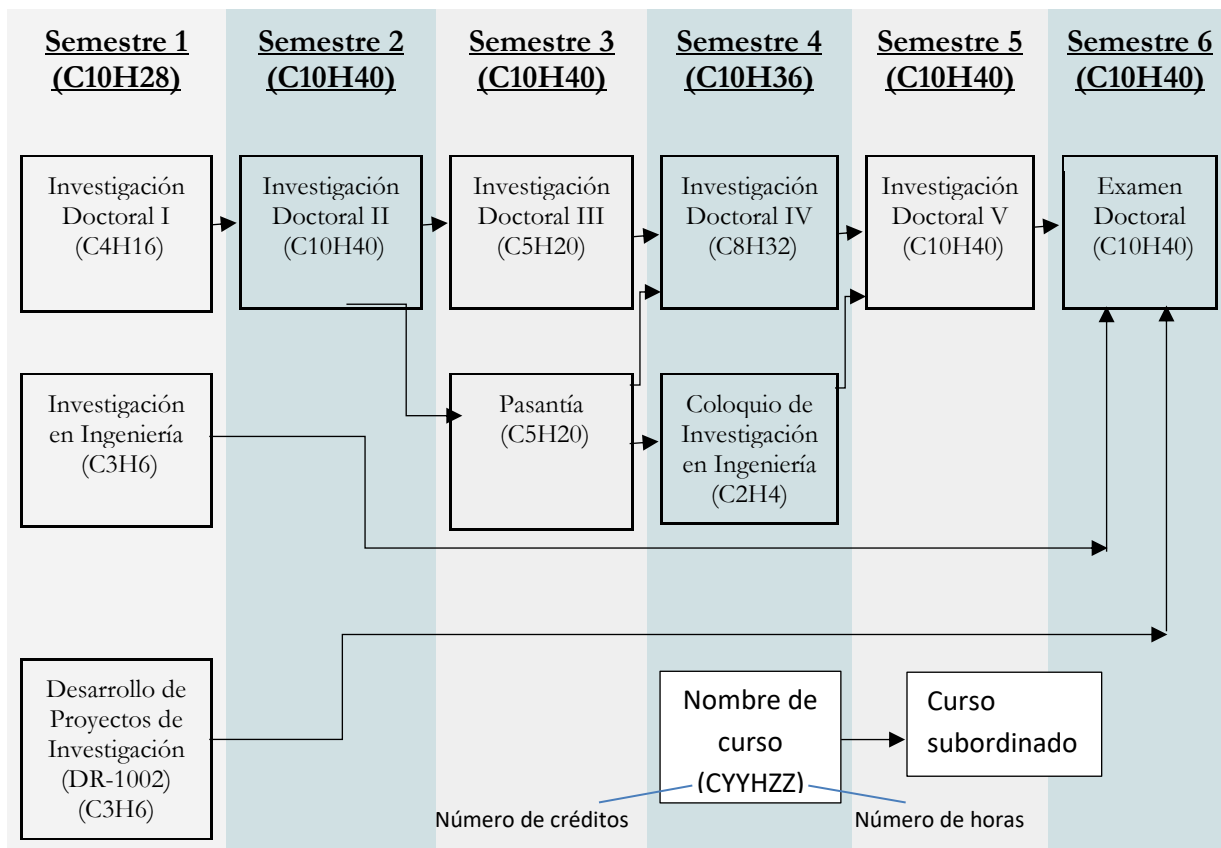 Semestre 1
(C10H28)
Semestre 2
(C10H40)
Semestre 3
(C10H40)
Semestre 4
(C10H36)
Semestre 5
(C10H40)
Semestre 6
(C10H40)
Investigación
Doctoral I
(C4H16)
Investigación
Doctoral II
(C10H40)
Investigación
Doctoral III
(C5H20)
Investigación
Doctoral IV
(C8H32)
Investigación
Doctoral V
(C10H40)
Examen
Doctoral
(C10H40)
Investigación
en Ingeniería
(C3H6)
Pasantía
(C5H20)
Coloquio de
Investigación
en Ingeniería
(C2H4)
Desarrollo de
Proyectos de
Investigación
(DR-1002)
(C3H6)
Nombre de
curso
(CYYHZZ)
Curso
subordinado
Número de créditos
Número de horas